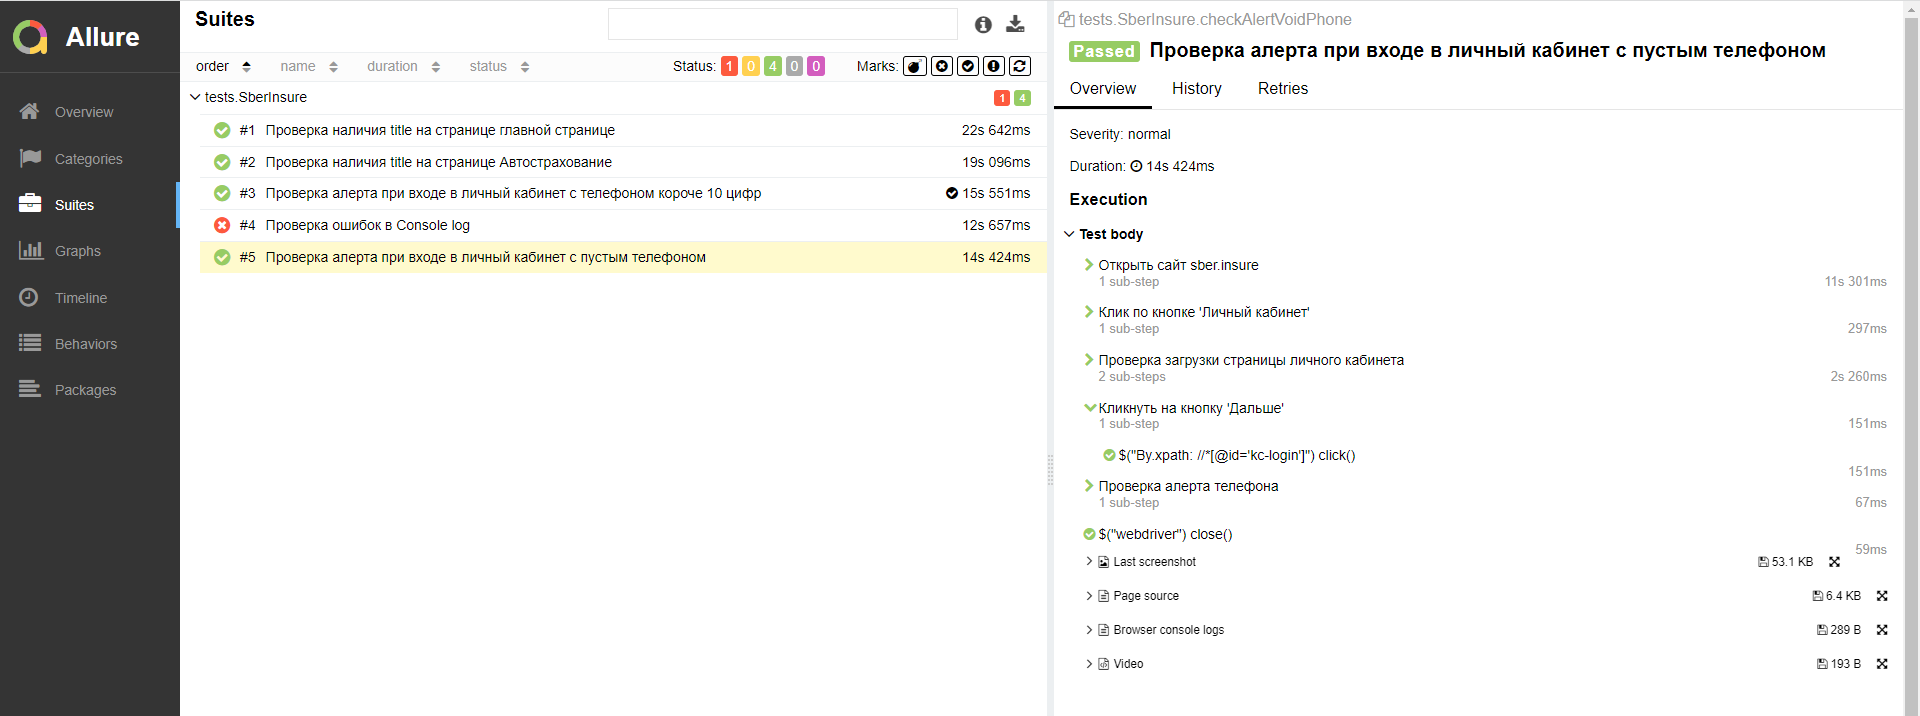 Allure
Overview
Categories
Suites
Graphs
Timeline
Behaviors
Packages
Suites
order name duration status Status: 1 0 4 0 0 Marks:
tests.SberInsure 1 4
#1 Проверка наличия title на странице главной странице 22s 642ms
#2 Проверка наличия title на странице Автострахование 19s 096ms
#3 Проверка алерта при входе в личный кабинет с телефоном короче 10 цифр 15s 551ms
#4 Проверка ошибок в Console log 12s 657ms
#5 Проверка алерта при входе в личный кабинет с пустым телефоном 14s 424ms
tests.SberInsure.checkAlertVoidPhone
Passed Проверка алерта при входе в личный кабинет с пустым телефоном
Overview History Retries
Severity: normal
Duration: 14s 424ms
Execution
Test body
Открыть сайт sber.insure
1 sub-step 11s 301ms
Клик по кнопке 'Личный кабинет'
1 sub-step 297ms
Проверка загрузки страницы личного кабинета
2 sub-steps 2s 260ms
Кликнуть на кнопку 'Дальше'
1 sub-step 151ms
$("By.xpath: //*[@id='kc-login']") click()
151ms
Проверка алерта телефона
1 sub-step 67ms
$("webdriver") close()
59ms
Last screenshot 53.1 KB
Page source 6.4 KB
Browser console logs 289 B
Video 193 B